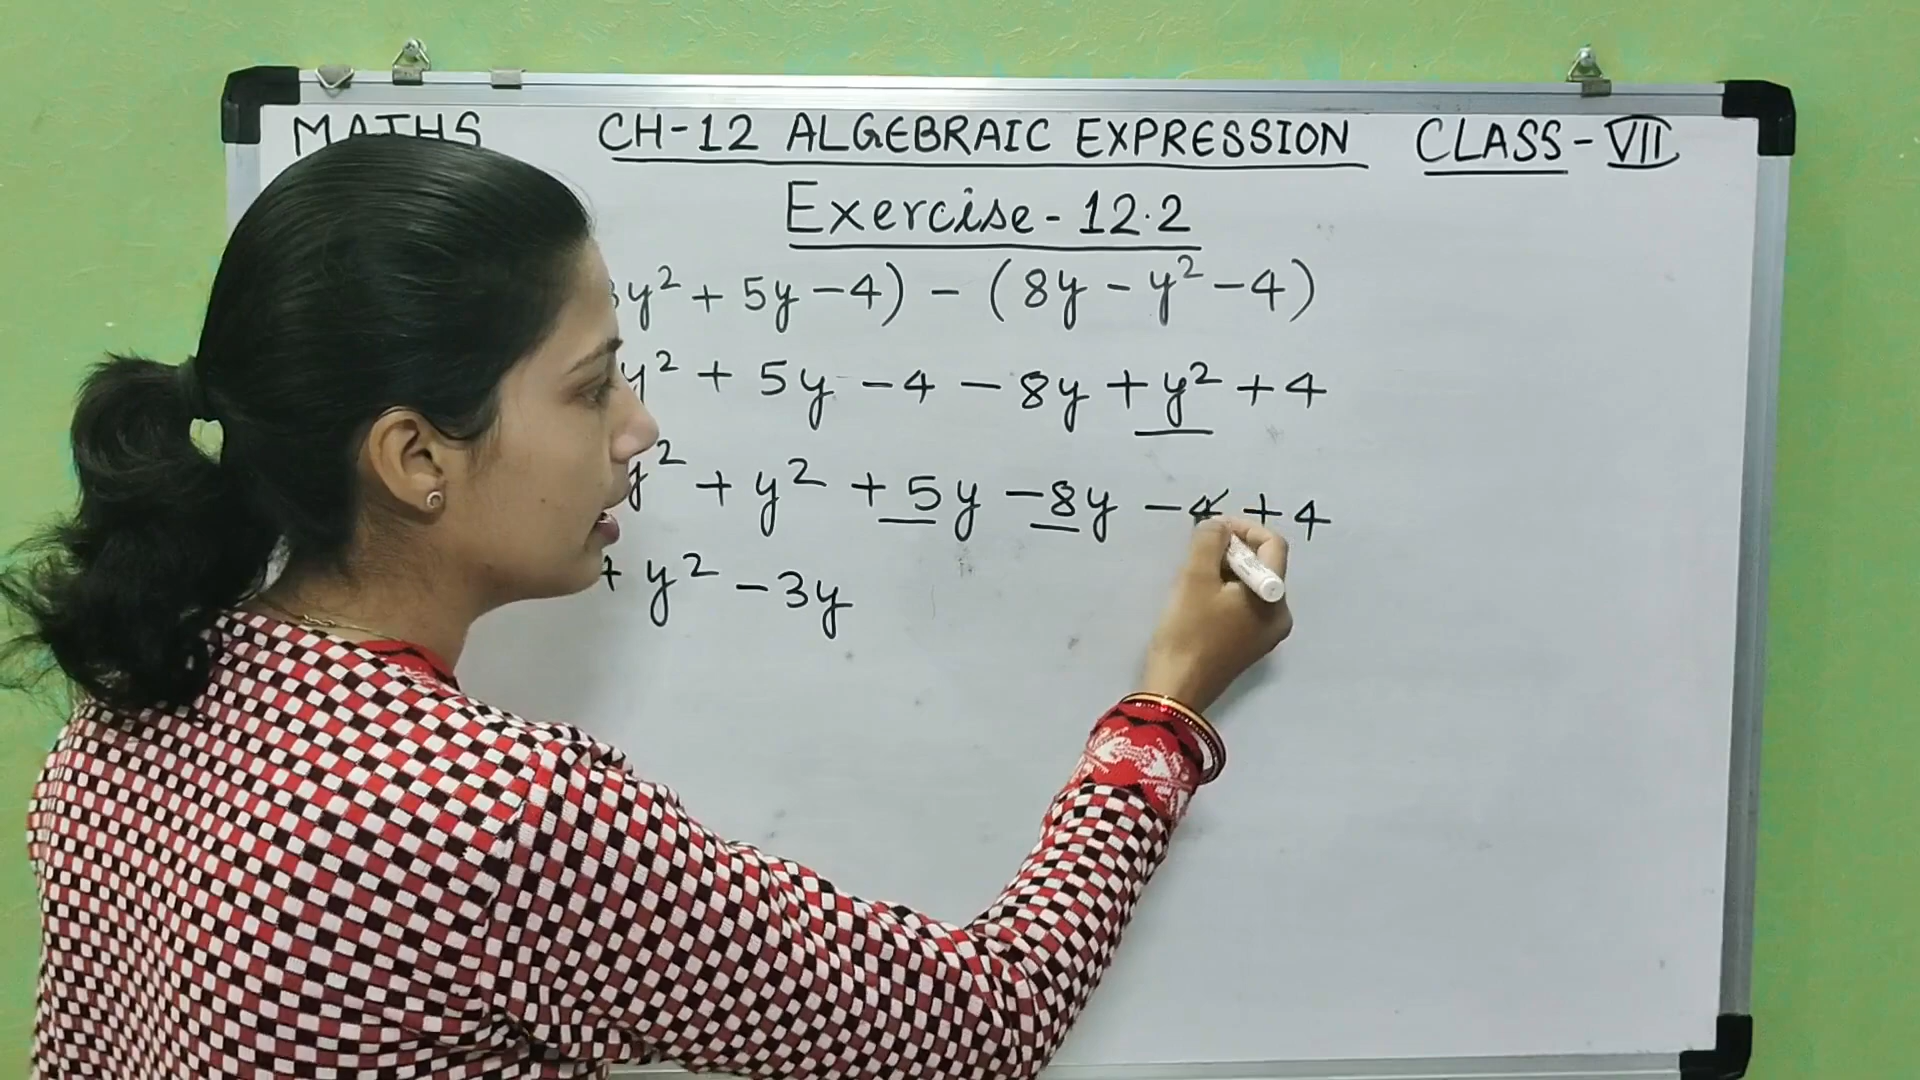 MATHS CH-12 ALGEBRAIC EXPRESSION CLASS-VII
Exercise-12.2
3y² + 5y - 4) - (8y - y² - 4)
y² + 5y - 4 - 8y + y² + 4
y² + y² + 5y - 8y - 4 + 4
+ y² - 3y